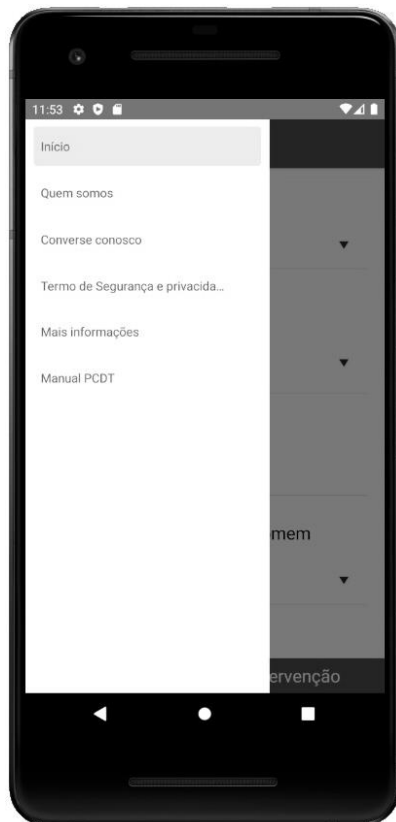 11:53
Início
Quem somos
Converse conosco
Termo de Segurança e privacida...
Mais informações
Manual PCDT
mem
ervenção